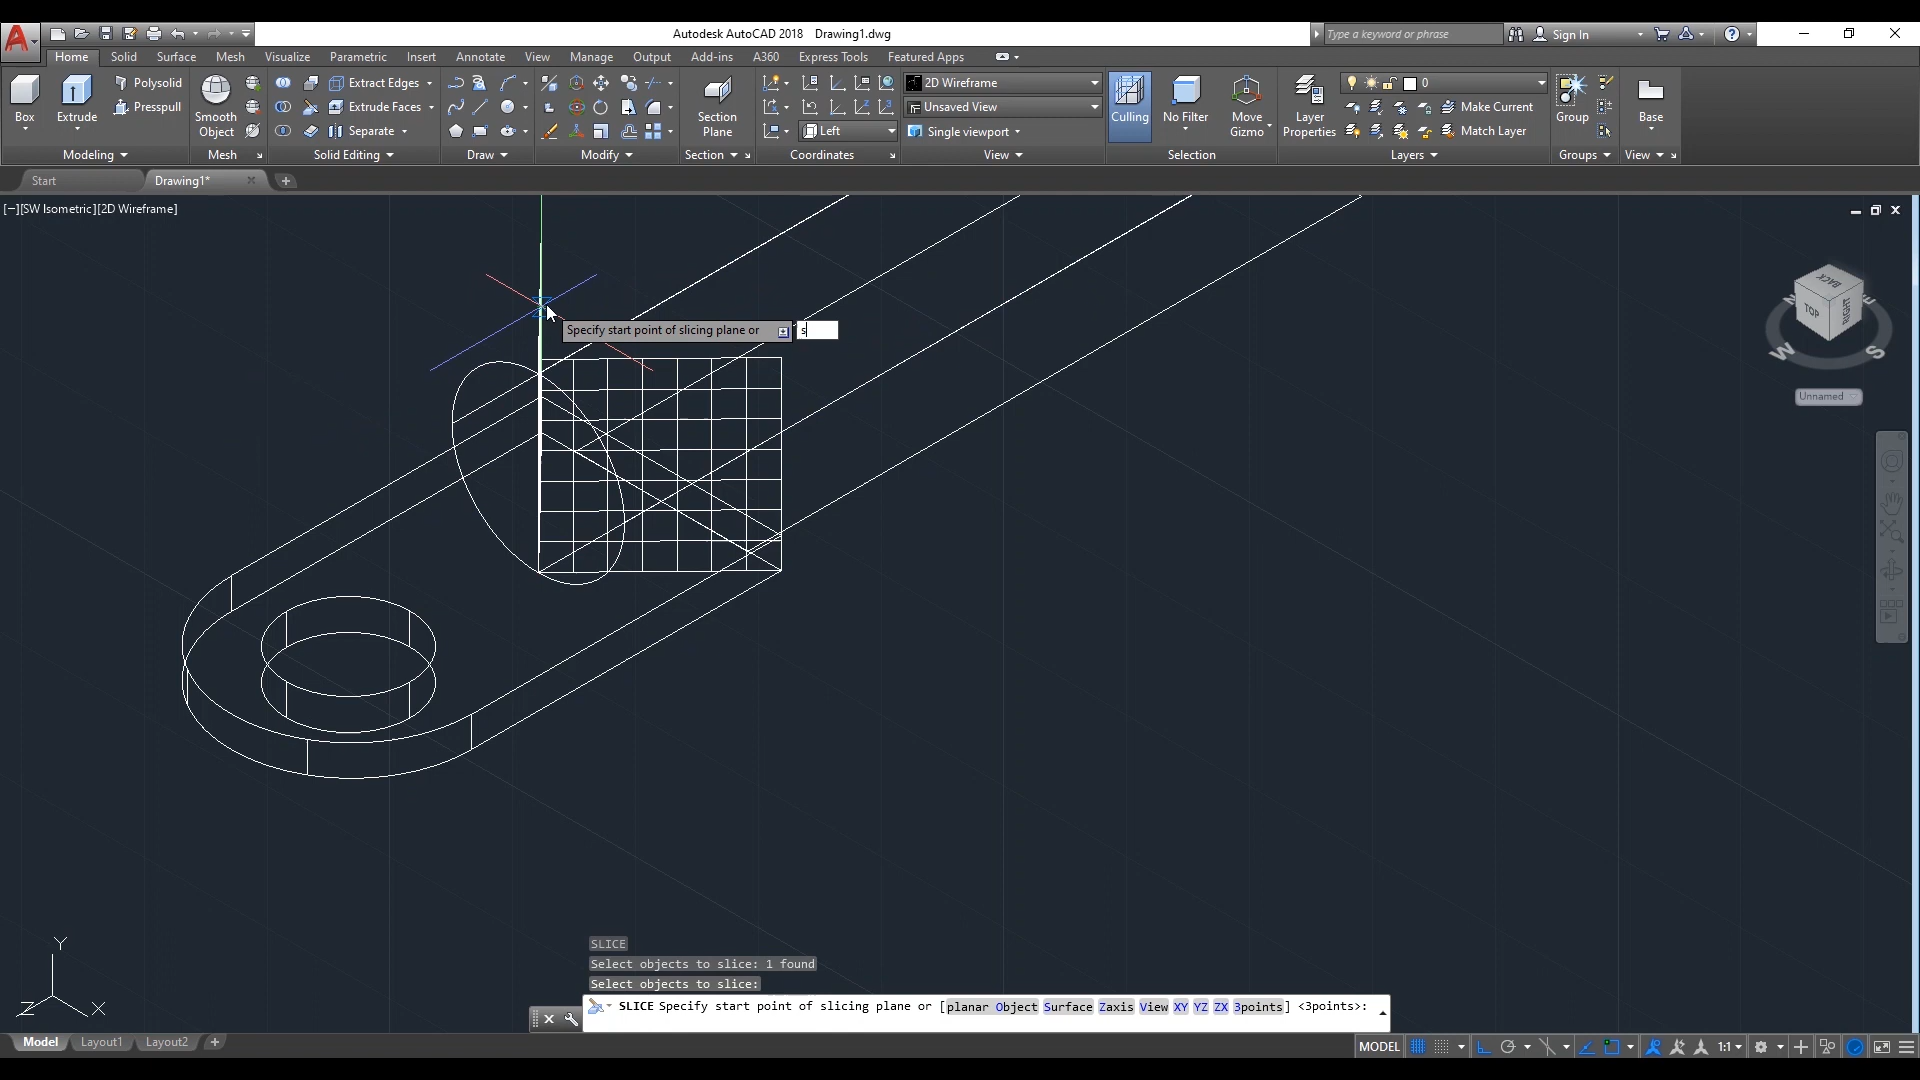 Autodesk AutoCAD 2018 Drawing1.dwg
Type a keyword or phrase
Sign In
Home Solid Surface Mesh Visualize Parametric Insert Annotate View Manage Output Add-ins A360 Express Tools Featured Apps
Box
Extrude
Polysolid
Presspull
Smooth
Object
Extract Edges
Extrude Faces
Separate
Section
Plane
Left
2D Wireframe
Unsaved View
Single viewport
Culling
No Filter
Move
Gizmo
Layer
Properties
0
Make Current
Match Layer
Group
Base
Modeling Mesh Solid Editing Draw Modify Section Coordinates View Selection Layers Groups View
Start Drawing1*
[−][SW Isometric][2D Wireframe]
BACK
TOP
RIGHT
N
W
S
Unnamed
Specify start point of slicing plane or s
Y
Z
X
SLICE
Select objects to slice: 1 found
Select objects to slice:
SLICE Specify start point of slicing plane or [planar Object Surface Zaxis View XY YZ ZX 3points] <3points>:
Model Layout1 Layout2
MODEL
1:1